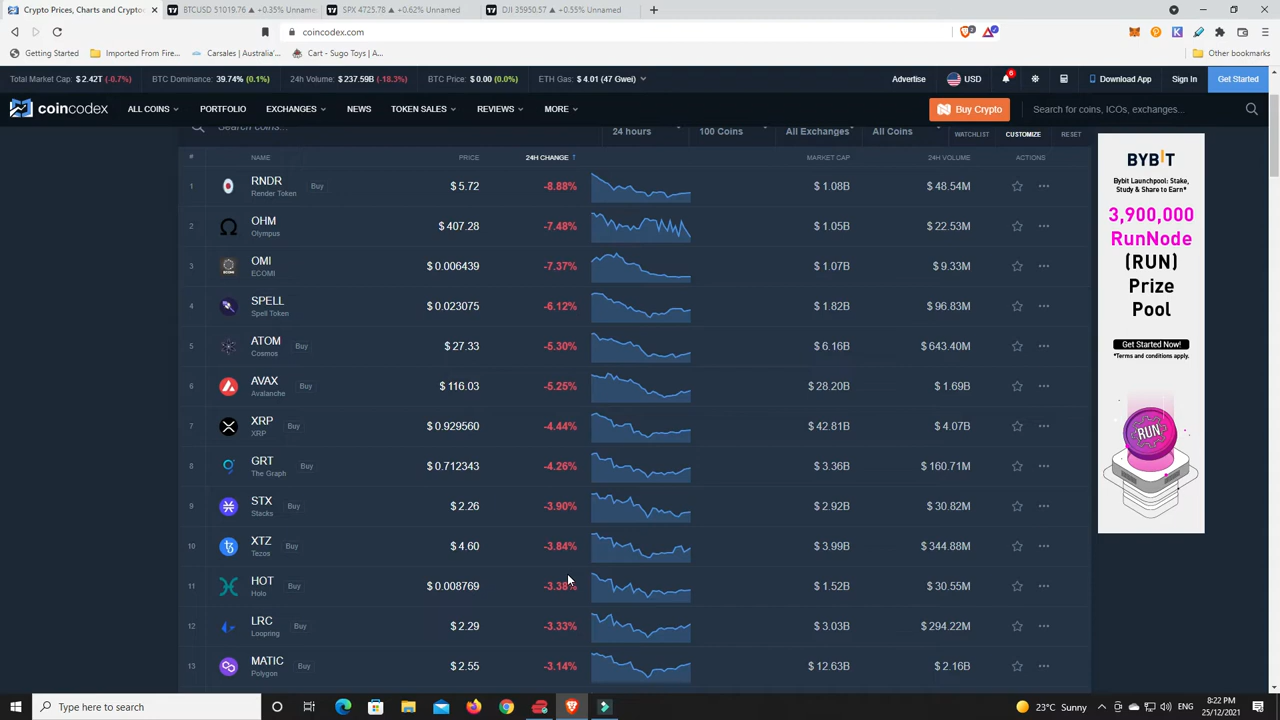 Crypto Prices, Charts and Cryptoc
BTCUSD 51019.76 ▲ +0.35% Unnam
SPX 4725.78 ▲ +0.62% Unnamed
DJI 35950.57 ▲ +0.55% Unnamed
coincodex.com
Getting Started
Imported From Fire...
Carsales | Australia'...
Cart - Sugo Toys | A...
Other bookmarks
Total Market Cap: $ 2.42T (-0.7%)
BTC Dominance: 39.74% (0.1%)
24h Volume: $ 237.59B (-18.3%)
BTC Price: $ 0.00 (0.0%)
ETH Gas: $ 4.01 (47 Gwei)
Advertise
USD
6
Download App
Sign In
Get Started
coincodex
ALL COINS
PORTFOLIO
EXCHANGES
NEWS
TOKEN SALES
REVIEWS
MORE
Buy Crypto
Search for coins, ICOs, exchanges...
Search coins...
24 hours
100 Coins
All Exchanges
All Coins
WATCHLIST
CUSTOMIZE
RESET
# NAME PRICE 24H CHANGE ↑ MARKET CAP 24H VOLUME ACTIONS
1 RNDR Buy $ 5.72 -8.88% $ 1.08B $ 48.54M
Render Token
2 OHM $ 417.28 -7.48% $ 1.05B $ 22.53M
Olympus
3 OMI $ 0.006439 -7.37% $ 1.07B $ 9.33M
ECOMI
4 SPELL $ 0.023075 -6.12% $ 1.82B $ 96.83M
Spell Token
5 ATOM Buy $ 27.33 -5.30% $ 6.16B $ 643.40M
Cosmos
6 AVAX Buy $ 116.03 -5.25% $ 28.20B $ 1.69B
Avalanche
7 XRP Buy $ 0.929560 -4.44% $ 42.81B $ 4.07B
XRP
8 GRT Buy $ 0.712343 -4.26% $ 3.36B $ 160.71M
The Graph
9 STX Buy $ 2.26 -3.90% $ 2.92B $ 30.82M
Stacks
10 XTZ Buy $ 4.60 -3.84% $ 3.99B $ 344.88M
Tezos
11 HOT Buy $ 0.008769 -3.38% $ 1.52B $ 30.55M
Holo
12 LRC Buy $ 2.29 -3.33% $ 3.03B $ 294.22M
Loopring
13 MATIC Buy $ 2.55 -3.14% $ 12.63B $ 2.16B
Polygon
BYBIT
Bybit Launchpool: Stake,
Study & Share to Earn*
3,900,000
RunNode
(RUN)
Prize
Pool
Get Started Now!
*Terms and conditions apply.
RUN
Type here to search
23°C Sunny
ENG
8:22 PM
25/12/2021